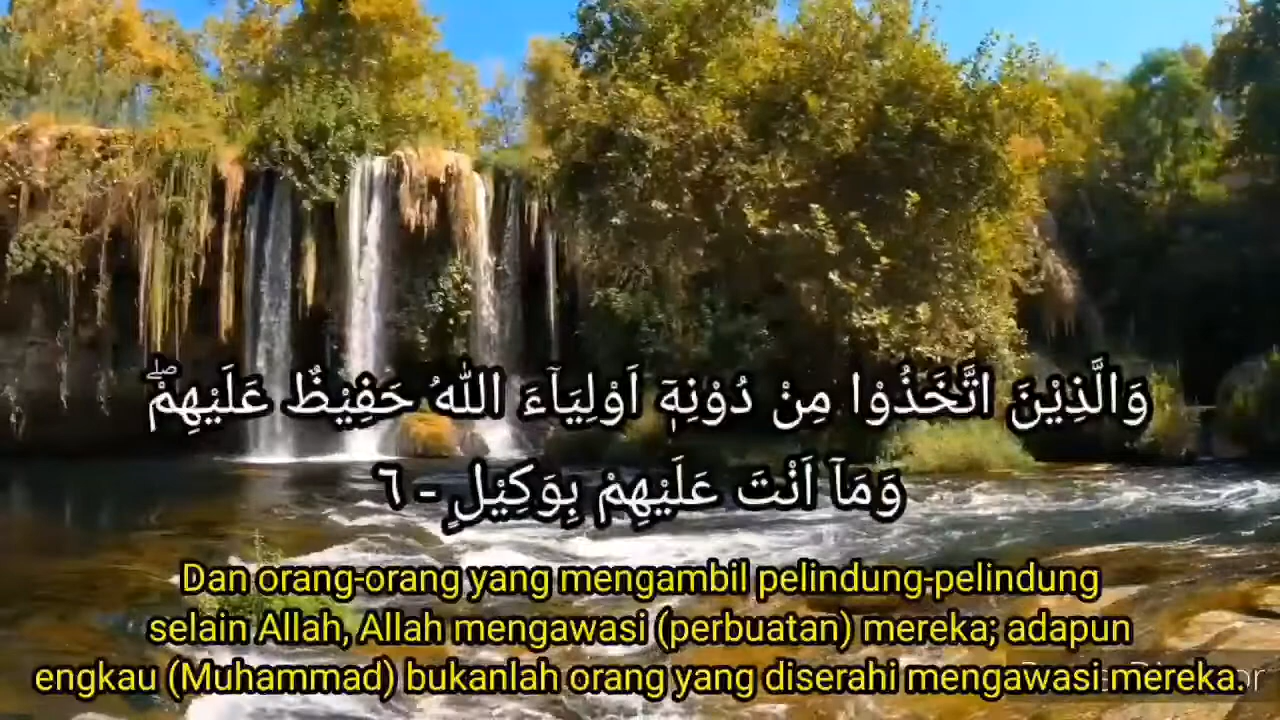 وَالَّذِيْنَ اتَّخَذُوْا مِنْ دُوْنِهٖٓ اَوْلِيَآءَ اللّٰهُ حَفِيْظٌ عَلَيْهِمْۖ
وَمَآ اَنْتَ عَلَيْهِمْ بِوَكِيْلٍ - ٦
Dan orang-orang yang mengambil pelindung-pelindung
selain Allah, Allah mengawasi (perbuatan) mereka; adapun
engkau (Muhammad) bukanlah orang yang diserahi mengawasi mereka.